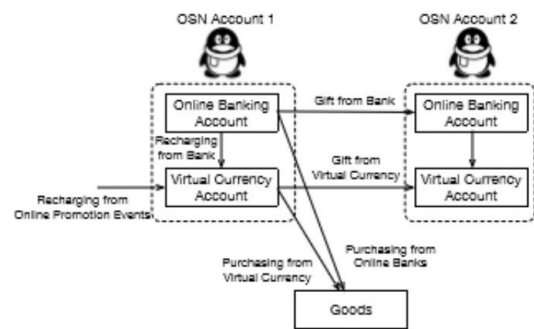 OSN Account 1
OSN Account 2
Online Banking
Account
Gift from Bank
Online Banking
Account
Recharging
from Bank
Gift from
Virtual Currency
Virtual Currency
Account
Virtual Currency
Account
Recharging from
Online Promotion Events
Purchasing from
Virtual Currency
Purchasing from
Online Banks
Goods